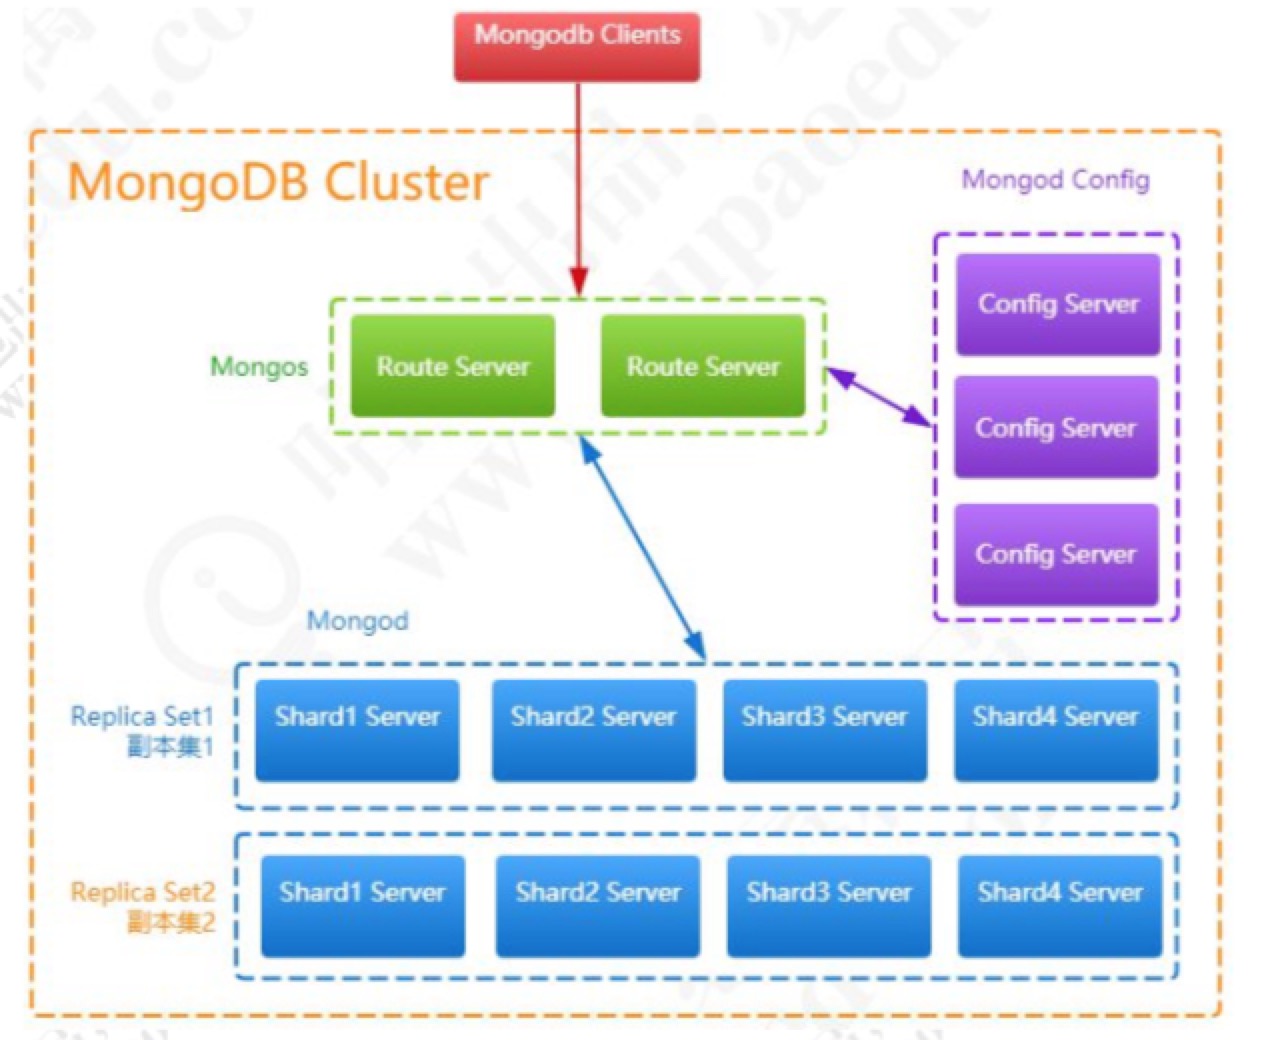 Mongodb Clients
MongoDB Cluster
Mongod Config
Config Server
Mongos
Route Server
Route Server
Config Server
Config Server
Mongod
Replica Set1
副本集1
Shard1 Server
Shard2 Server
Shard3 Server
Shard4 Server
Replica Set2
副本集2
Shard1 Server
Shard2 Server
Shard3 Server
Shard4 Server